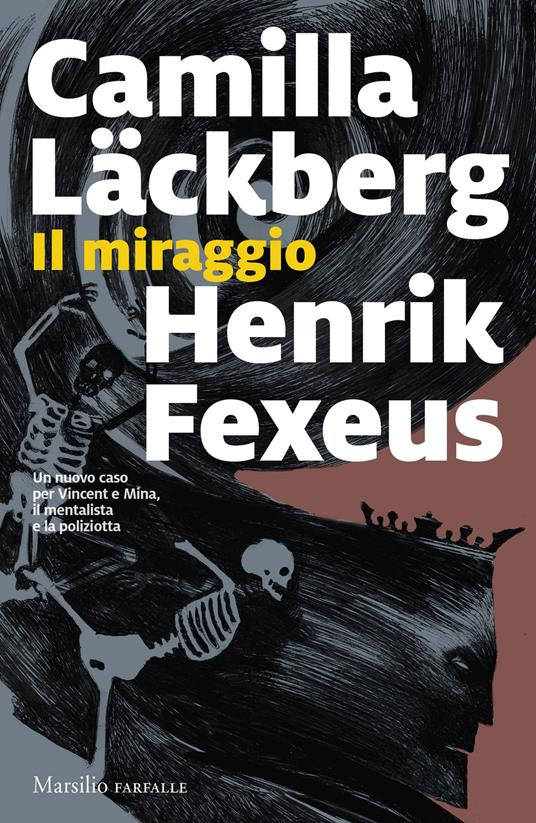 Camilla
Läckberg
Il miraggio
Henrik
Fexeus
Un nuovo caso
per Vincent e Mina,
il mentalista
e la poliziotta
Marsilio FARFALLE